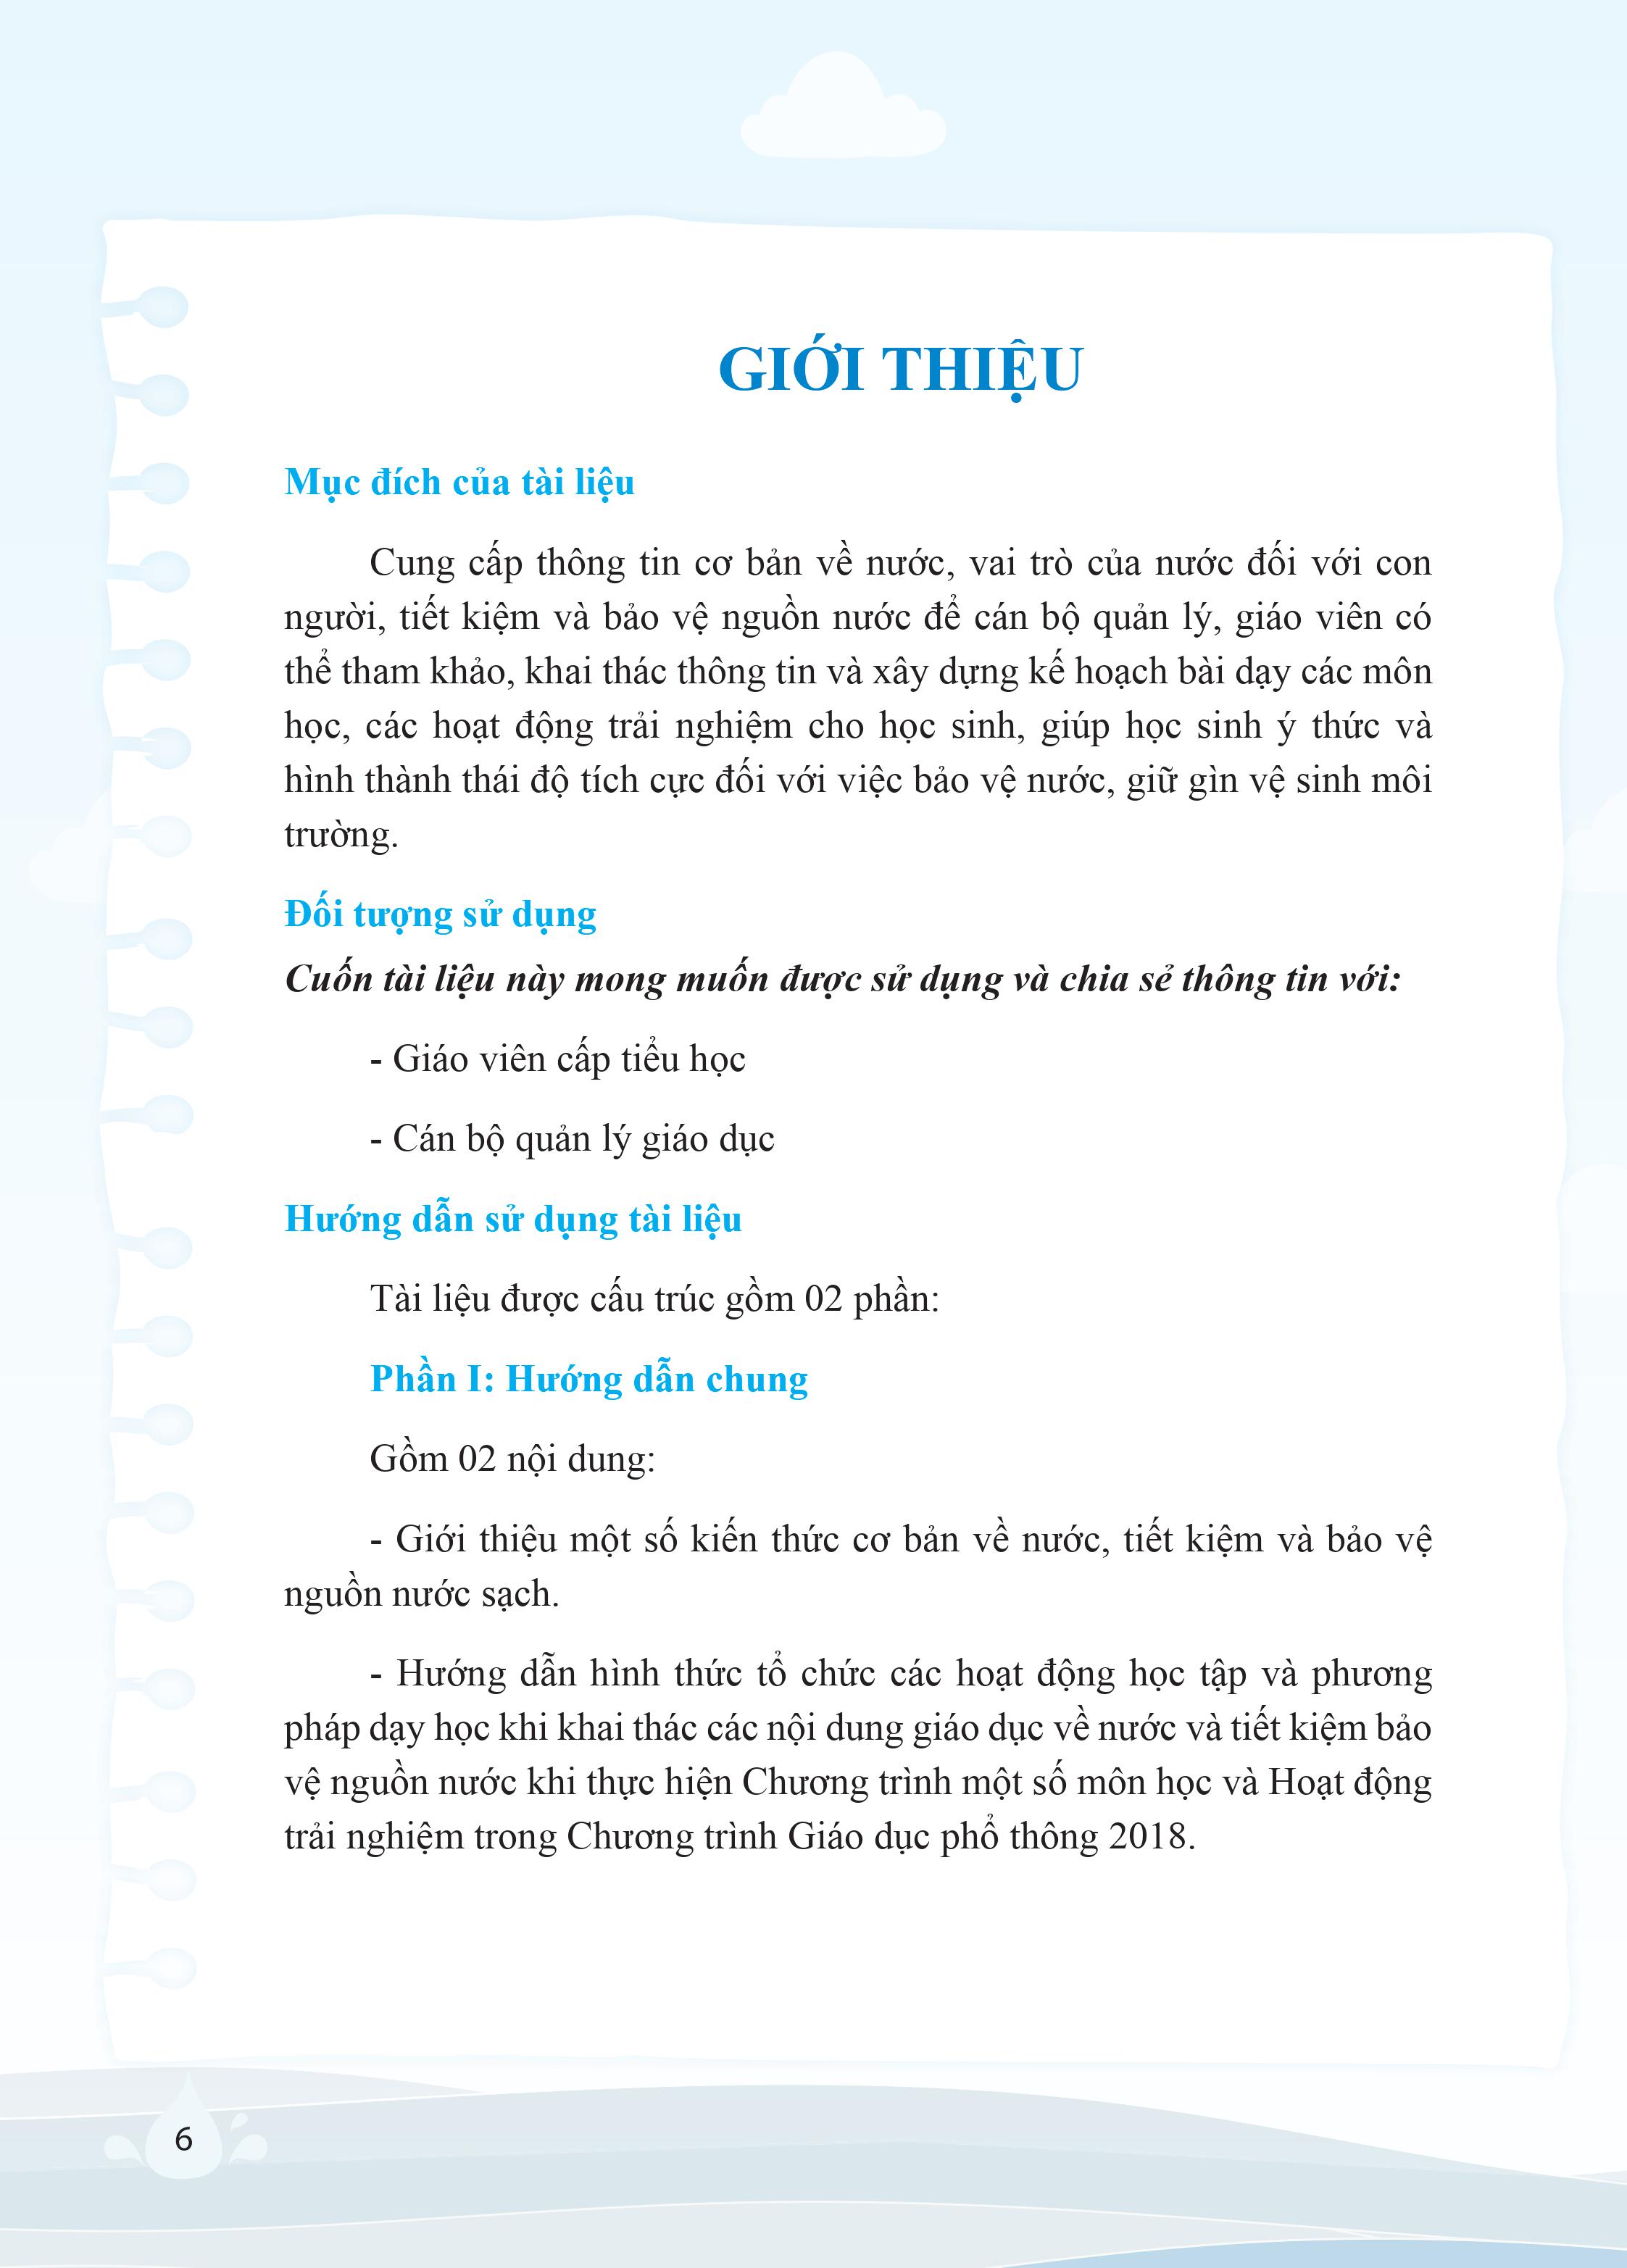 GIỚI THIỆU
Mục đích của tài liệu
Cung cấp thông tin cơ bản về nước, vai trò của nước đối với con
người, tiết kiệm và bảo vệ nguồn nước để cán bộ quản lý, giáo viên có
thể tham khảo, khai thác thông tin và xây dựng kế hoạch bài dạy các môn
học, các hoạt động trải nghiệm cho học sinh, giúp học sinh ý thức và
hình thành thái độ tích cực đối với việc bảo vệ nước, giữ gìn vệ sinh môi
trường.
Đối tượng sử dụng
Cuốn tài liệu này mong muốn được sử dụng và chia sẻ thông tin với:
- Giáo viên cấp tiểu học
- Cán bộ quản lý giáo dục
Hướng dẫn sử dụng tài liệu
Tài liệu được cấu trúc gồm 02 phần:
Phần I: Hướng dẫn chung
Gồm 02 nội dung:
- Giới thiệu một số kiến thức cơ bản về nước, tiết kiệm và bảo vệ
nguồn nước sạch.
- Hướng dẫn hình thức tổ chức các hoạt động học tập và phương
pháp dạy học khi khai thác các nội dung giáo dục về nước và tiết kiệm bảo
vệ nguồn nước khi thực hiện Chương trình một số môn học và Hoạt động
trải nghiệm trong Chương trình Giáo dục phổ thông 2018.
6